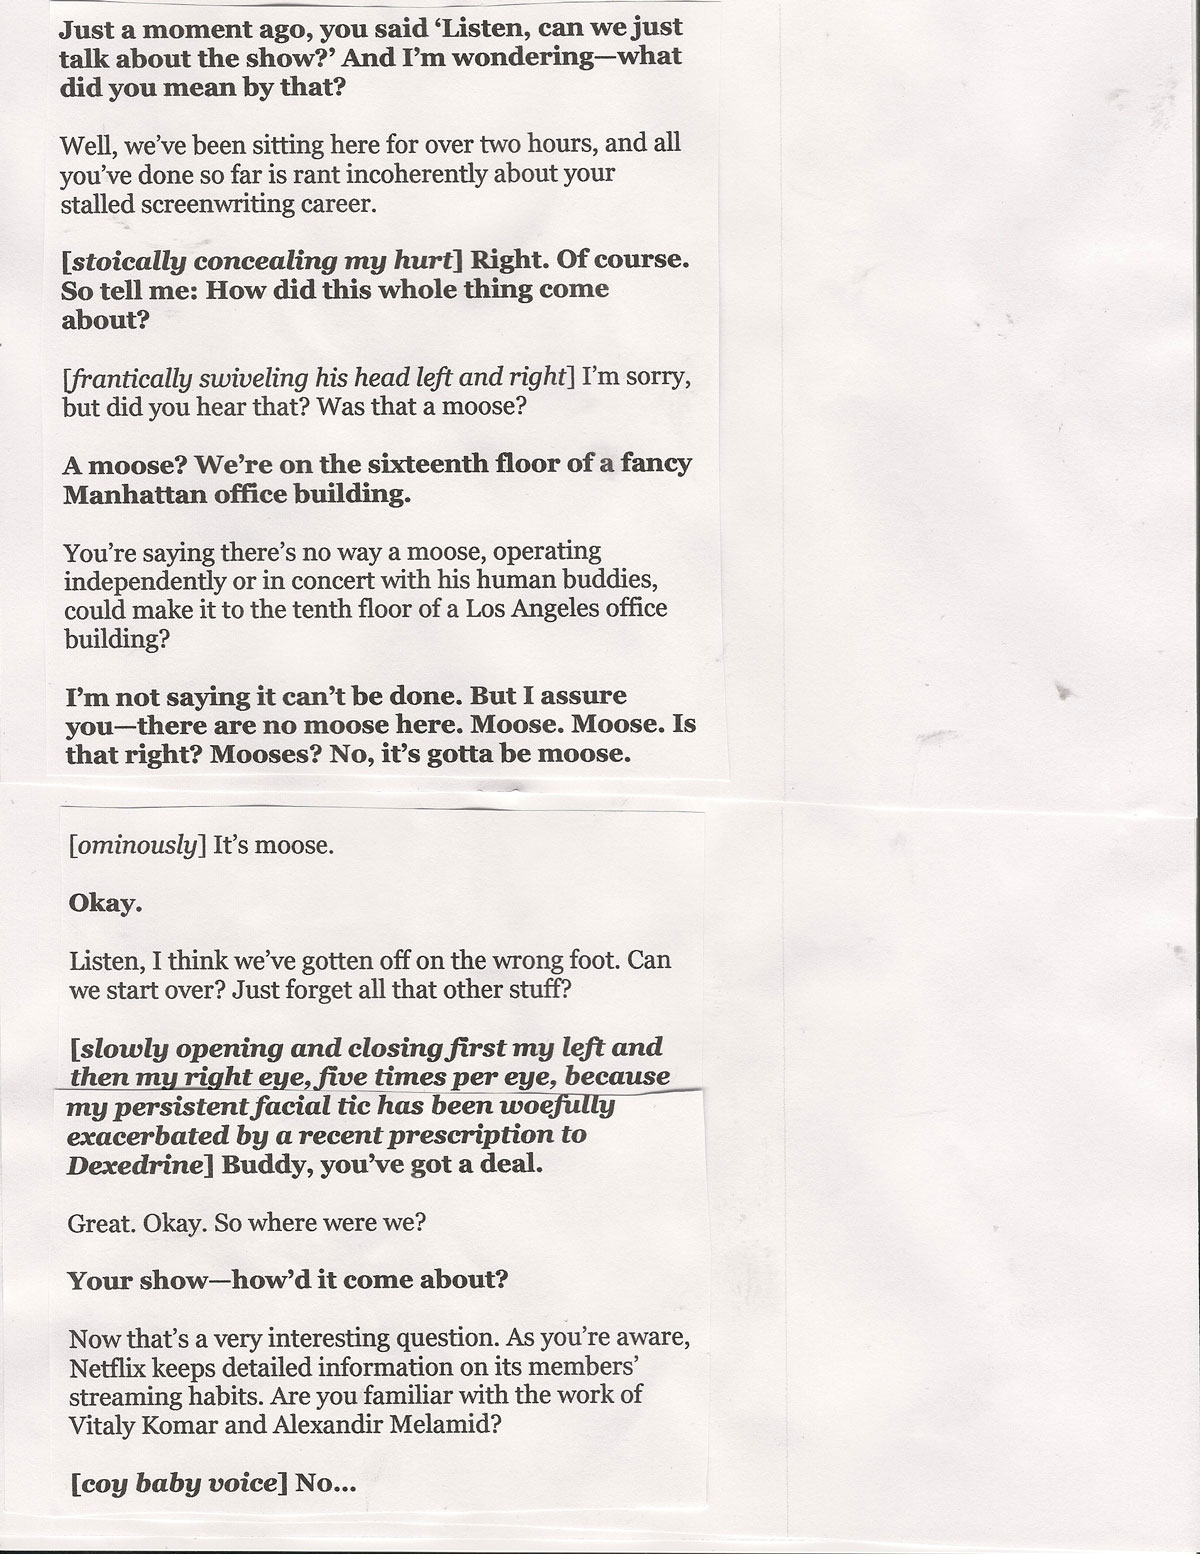 Just a moment ago, you said ‘Listen, can we just
talk about the show?’ And I’m wondering—what
did you mean by that?
Well, we’ve been sitting here for over two hours, and all
you’ve done so far is rant incoherently about your
stalled screenwriting career.
[stoically concealing my hurt] Right. Of course.
So tell me: How did this whole thing come
about?
[frantically swiveling his head left and right] I’m sorry,
but did you hear that? Was that a moose?
A moose? We’re on the sixteenth floor of a fancy
Manhattan office building.
You’re saying there’s no way a moose, operating
independently or in concert with his human buddies,
could make it to the tenth floor of a Los Angeles office
building?
I’m not saying it can’t be done. But I assure
you—there are no moose here. Moose. Moose. Is
that right? Mooses? No, it’s gotta be moose.
[ominously] It’s moose.
Okay.
Listen, I think we’ve gotten off on the wrong foot. Can
we start over? Just forget all that other stuff?
[slowly opening and closing first my left and
then my right eye, five times per eye, because
my persistent facial tic has been woefully
exacerbated by a recent prescription to
Dexedrine] Buddy, you’ve got a deal.
Great. Okay. So where were we?
Your show—how’d it come about?
Now that’s a very interesting question. As you’re aware,
Netflix keeps detailed information on its members’
streaming habits. Are you familiar with the work of
Vitaly Komar and Alexandir Melamid?
[coy baby voice] No...